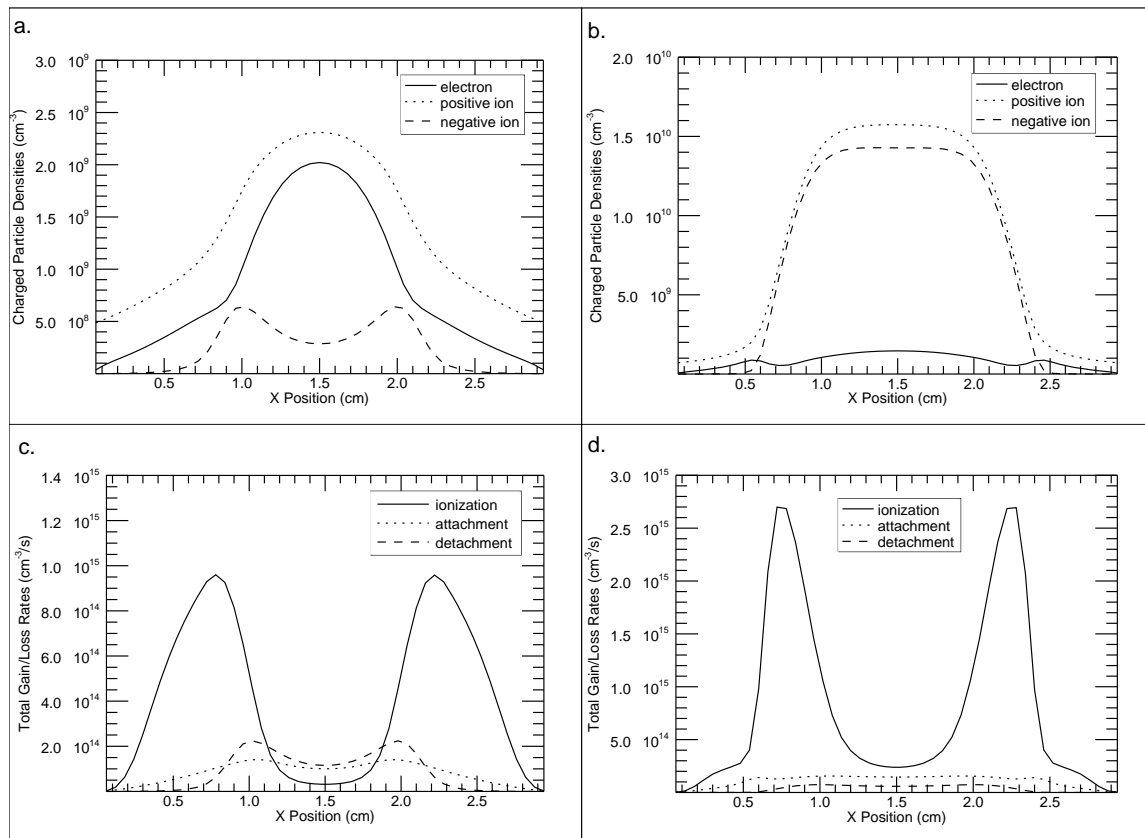 a.
3.0 10⁹
2.5 10⁹
2.0 10⁹
1.5 10⁹
1.0 10⁹
5.0 10⁸
Charged Particle Densities (cm⁻³)
electron
positive ion
negative ion
0.5 1.0 1.5 2.0 2.5
X Position (cm)
b.
2.0 10¹⁰
1.5 10¹⁰
1.0 10¹⁰
5.0 10⁹
Charged Particle Densities (cm⁻³)
electron
positive ion
negative ion
0.5 1.0 1.5 2.0 2.5
X Position (cm)
c.
1.4 10¹⁵
1.2 10¹⁵
1.0 10¹⁵
8.0 10¹⁴
6.0 10¹⁴
4.0 10¹⁴
2.0 10¹⁴
Total Gain/Loss Rates (cm⁻³/s)
ionization
attachment
detachment
0.5 1.0 1.5 2.0 2.5
X Position (cm)
d.
3.0 10¹⁵
2.5 10¹⁵
2.0 10¹⁵
1.5 10¹⁵
1.0 10¹⁵
5.0 10¹⁴
Total Gain/Loss Rates (cm⁻³/s)
ionization
attachment
detachment
0.5 1.0 1.5 2.0 2.5
X Position (cm)